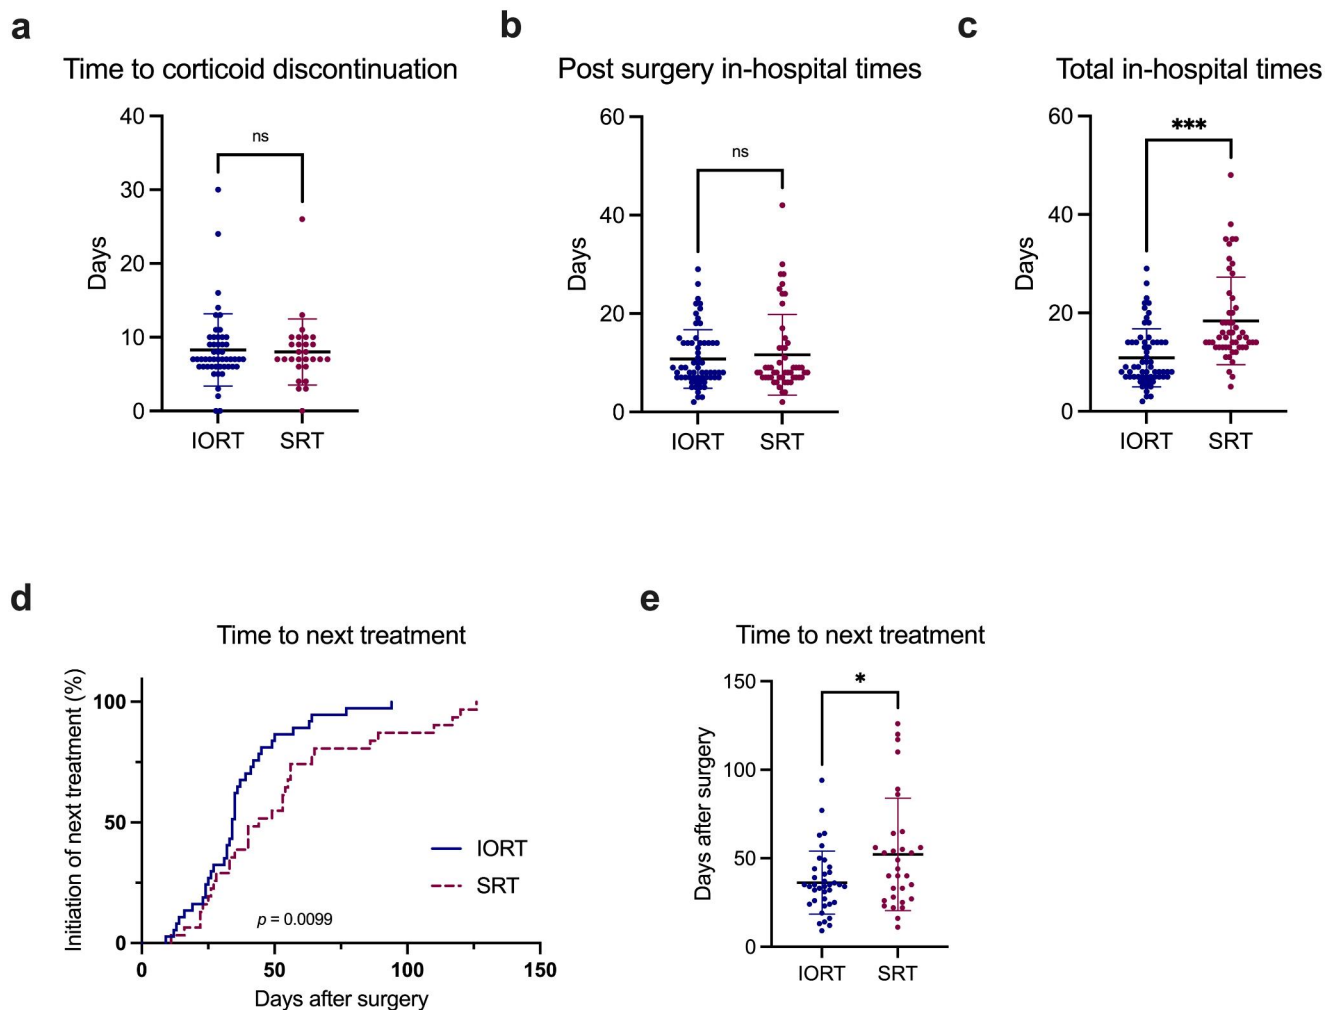 a
Time to corticoid discontinuation
40
30
20
10
0
Days
ns
IORT
SRT
b
Post surgery in-hospital times
60
40
20
0
Days
ns
IORT
SRT
c
Total in-hospital times
60
40
20
0
Days
***
IORT
SRT
d
Time to next treatment
Initiation of next treatment (%)
100
50
0
IORT
SRT
p = 0.0099
0
50
100
150
Days after surgery
e
Time to next treatment
150
100
50
0
Days after surgery
*
IORT
SRT